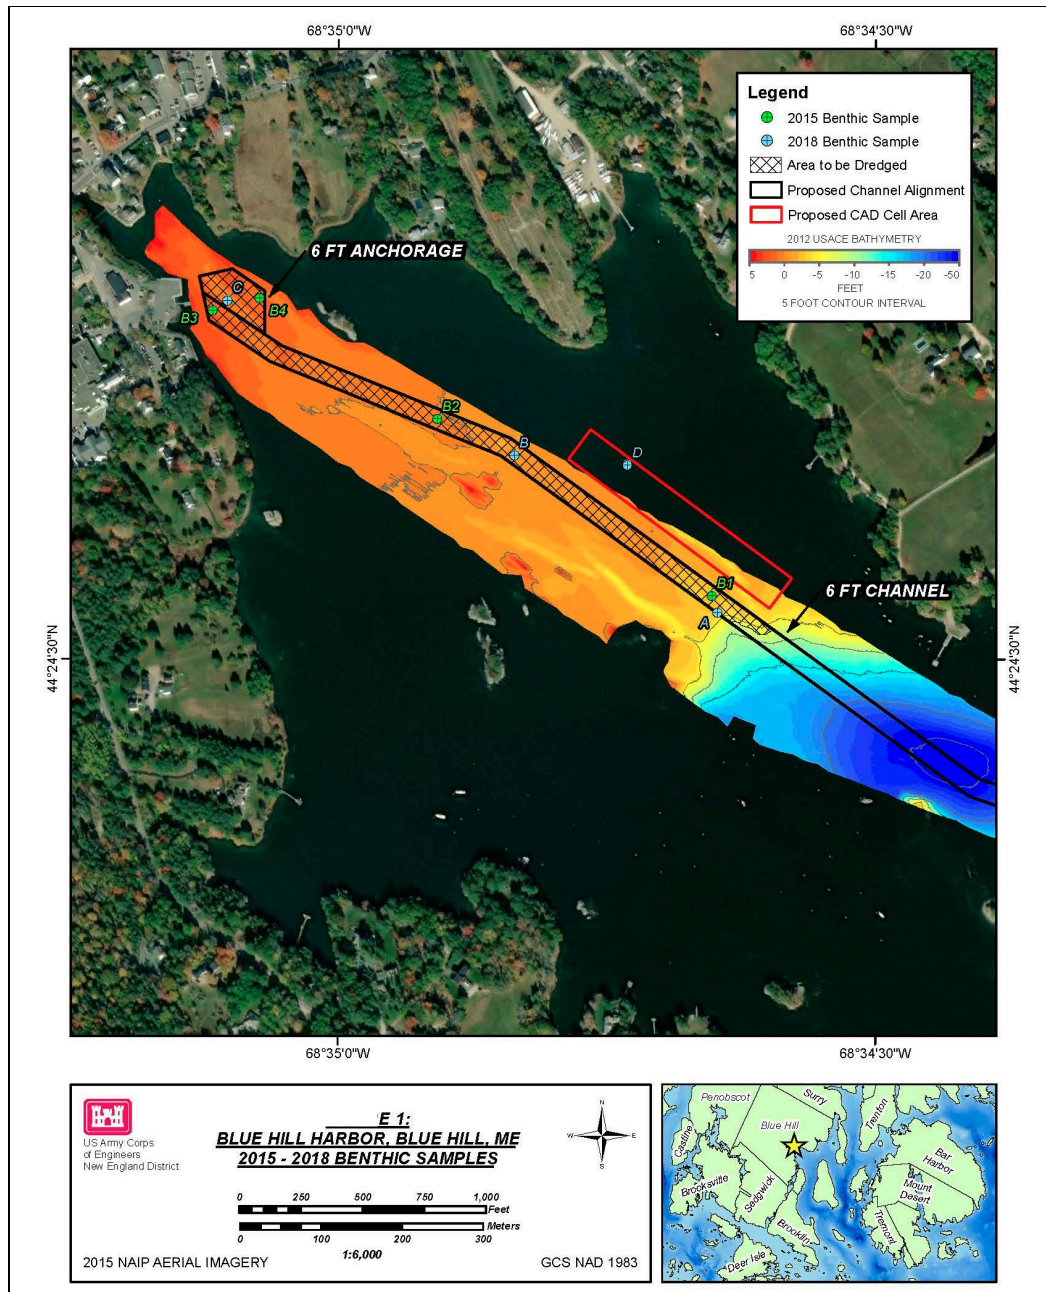 68°35'0"W
68°34'30"W
Legend
2015 Benthic Sample
2018 Benthic Sample
Area to be Dredged
Proposed Channel Alignment
Proposed CAD Cell Area
2012 USACE BATHYMETRY
5 0 -5 -10 -15 -20 -50
FEET
5 FOOT CONTOUR INTERVAL
6 FT ANCHORAGE
C
B3
B4
B2
B
D
B1
A
6 FT CHANNEL
44°24'30"N
44°24'30"N
68°35'0"W
68°34'30"W
US Army Corps
of Engineers
New England District
E 1:
BLUE HILL HARBOR, BLUE HILL, ME
2015 - 2018 BENTHIC SAMPLES
N
W
E
S
0 250 500 750 1,000
Feet
Meters
0 100 200 300
1:6,000
2015 NAIP AERIAL IMAGERY
GCS NAD 1983
Penobscot
Surry
Trenton
Castine
Blue Hill
Bar
Harbor
Brooksville
Sedgwick
Mount
Desert
Tremont
Brooklin
Deer Isle